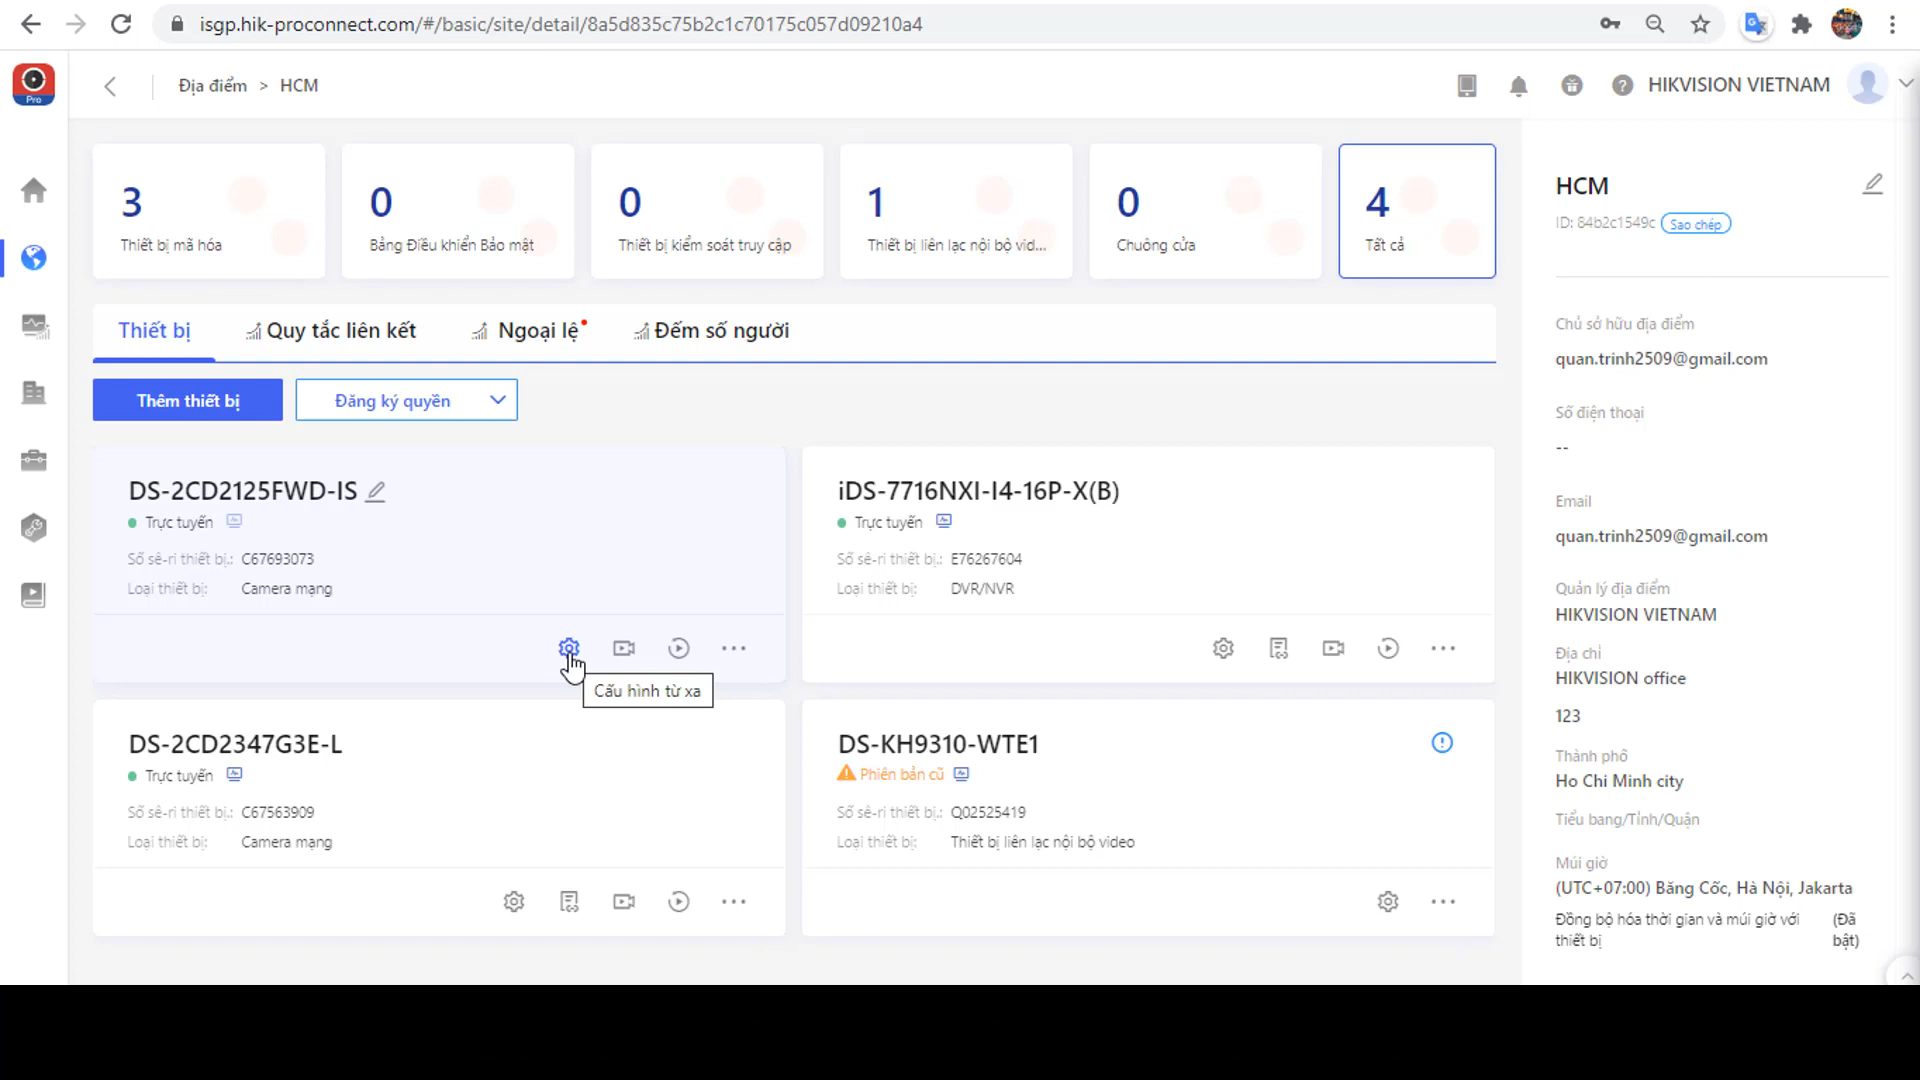 isgp.hik-proconnect.com/#/basic/site/detail/8a5d835c75b2c1c70175c057d09210a4
Pro
Địa điểm > HCM
HIKVISION VIETNAM
3
Thiết bị mã hóa
0
Bảng Điều khiển Bảo mật
0
Thiết bị kiểm soát truy cập
1
Thiết bị liên lạc nội bộ vid...
0
Chuông cửa
4
Tất cả
Thiết bị
Quy tắc liên kết
Ngoại lệ
Đếm số người
Thêm thiết bị
Đăng ký quyền
DS-2CD2125FWD-IS
Trực tuyến
Số sê-ri thiết bị.: C67693073
Loại thiết bị: Camera mạng
Cấu hình từ xa
iDS-7716NXI-I4-16P-X(B)
Trực tuyến
Số sê-ri thiết bị.: E76267604
Loại thiết bị: DVR/NVR
DS-2CD2347G3E-L
Trực tuyến
Số sê-ri thiết bị.: C67563909
Loại thiết bị: Camera mạng
DS-KH9310-WTE1
Phiên bản cũ
Số sê-ri thiết bị.: Q02525419
Loại thiết bị: Thiết bị liên lạc nội bộ video
HCM
ID: 84b2c1549c Sao chép
Chủ sở hữu địa điểm
quan.trinh2509@gmail.com
Số điện thoại
--
Email
quan.trinh2509@gmail.com
Quản lý địa điểm
HIKVISION VIETNAM
Địa chỉ
HIKVISION office
123
Thành phố
Ho Chi Minh city
Tiểu bang/Tỉnh/Quận
Múi giờ
(UTC+07:00) Băng Cốc, Hà Nội, Jakarta
Đồng bộ hóa thời gian và múi giờ với (Đã
thiết bị bật)